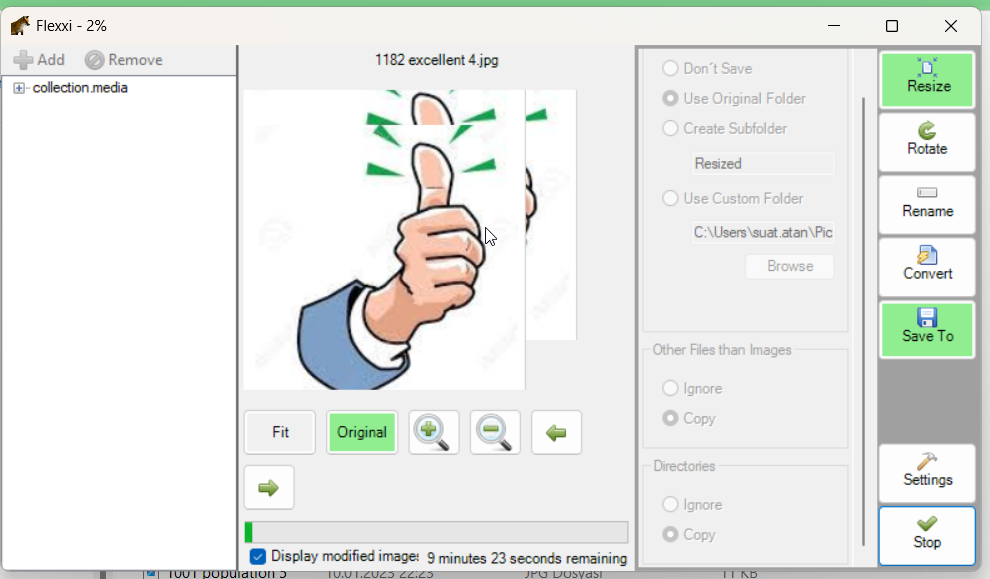 Flexxi - 2%
Add Remove
collection.media
1182 excellent 4.jpg
Fit
Original
Display modified images
9 minutes 23 seconds remaining
Don´t Save
Use Original Folder
Create Subfolder
Resized
Use Custom Folder
C:\Users\suat.atan\Pic
Browse
Other Files than Images
Ignore
Copy
Directories
Ignore
Copy
Resize
Rotate
Rename
Convert
Save To
Settings
Stop
1001 population 5 10.01.2023 22:23 JPG Dosyası 11 KB